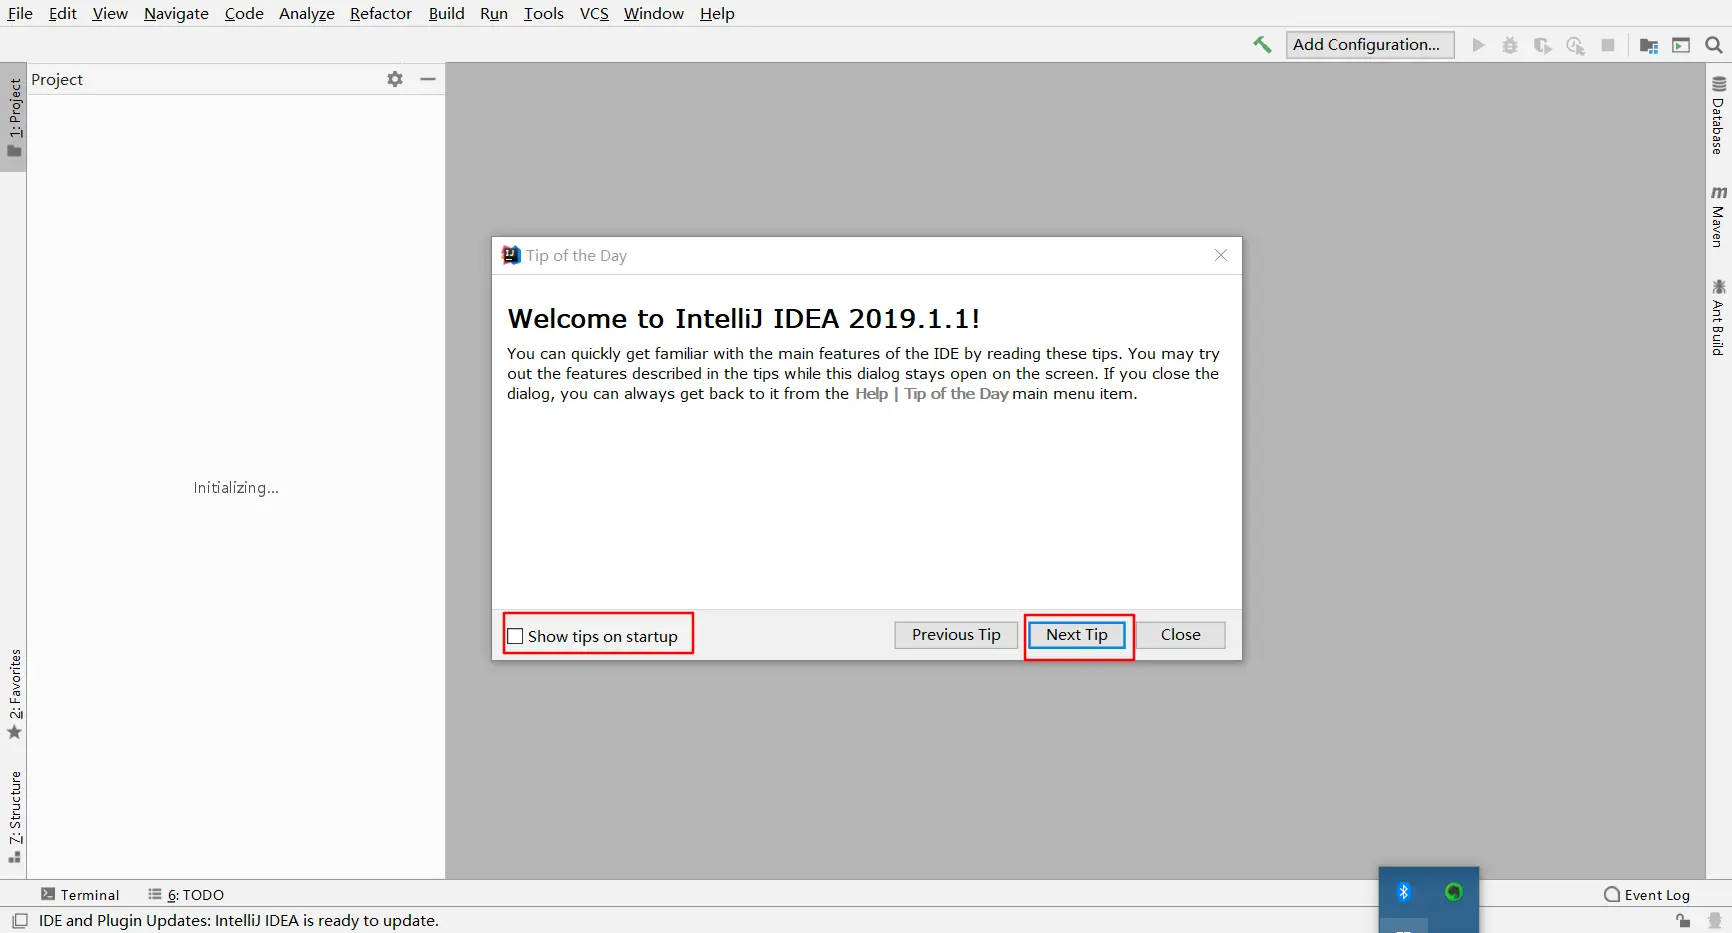 File Edit View Navigate Code Analyze Refactor Build Run Tools VCS Window Help
Add Configuration...
Project
1: Project
Database
Maven
Ant Build
Tip of the Day
Welcome to IntelliJ IDEA 2019.1.1!
You can quickly get familiar with the main features of the IDE by reading these tips. You may try
out the features described in the tips while this dialog stays open on the screen. If you close the
dialog, you can always get back to it from the Help | Tip of the Day main menu item.
Initializing...
Show tips on startup
Previous Tip
Next Tip
Close
2: Favorites
7: Structure
Terminal
6: TODO
Event Log
IDE and Plugin Updates: IntelliJ IDEA is ready to update.